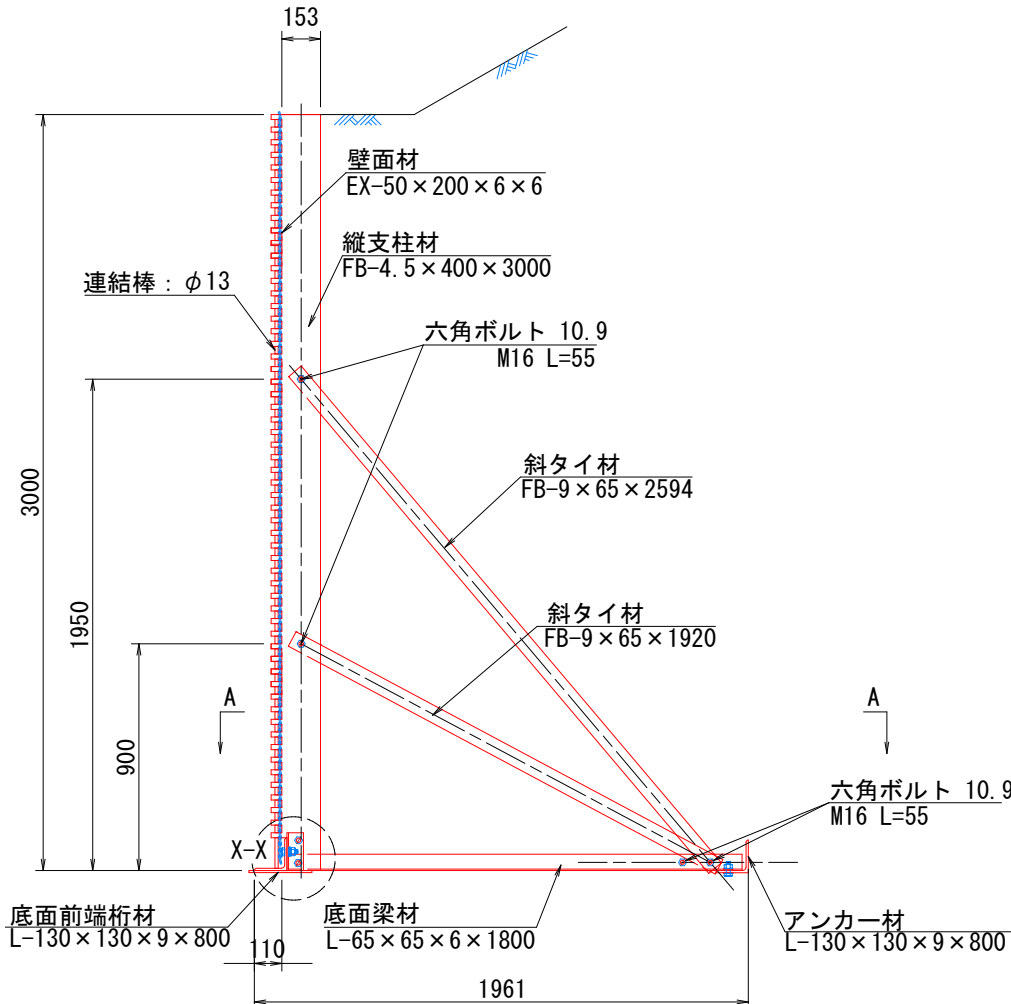 153
壁面材
EX-50×200×6×6
縦支柱材
FB-4.5×400×3000
連結棒：φ13
六角ボルト 10.9
M16 L=55
3000
斜タイ材
FB-9×65×2594
1950
斜タイ材
FB-9×65×1920
A
A
900
六角ボルト 10.9
M16 L=55
X-X
底面前端桁材
L-130×130×9×800
底面梁材
L-65×65×6×1800
アンカー材
L-130×130×9×800
110
1961